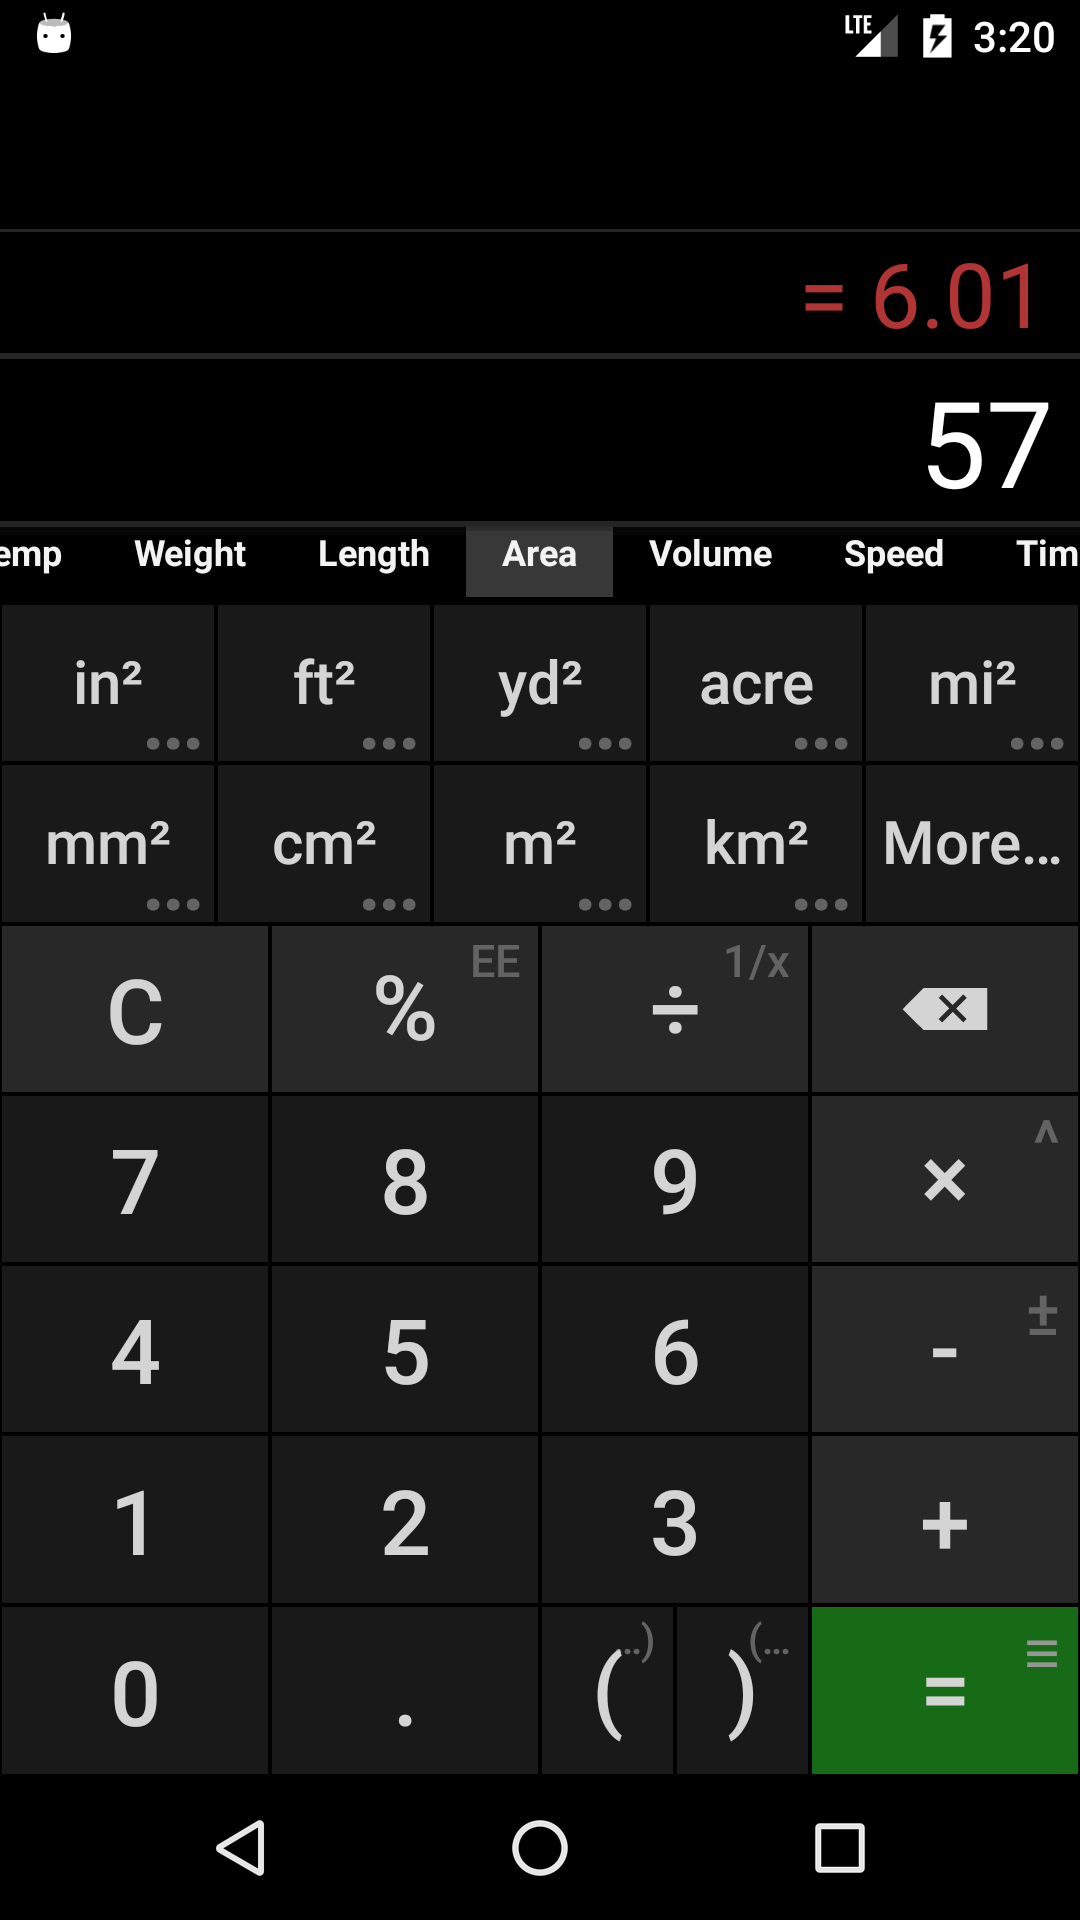 LTE 3:20
= 6.01
57
emp Weight Length Area Volume Speed Tim
in² ft² yd² acre mi²
mm² cm² m² km² More...
C % EE ÷ 1/x
7 8 9 × ^
4 5 6 - ±
1 2 3 +
0 . ( ..) ) (... =